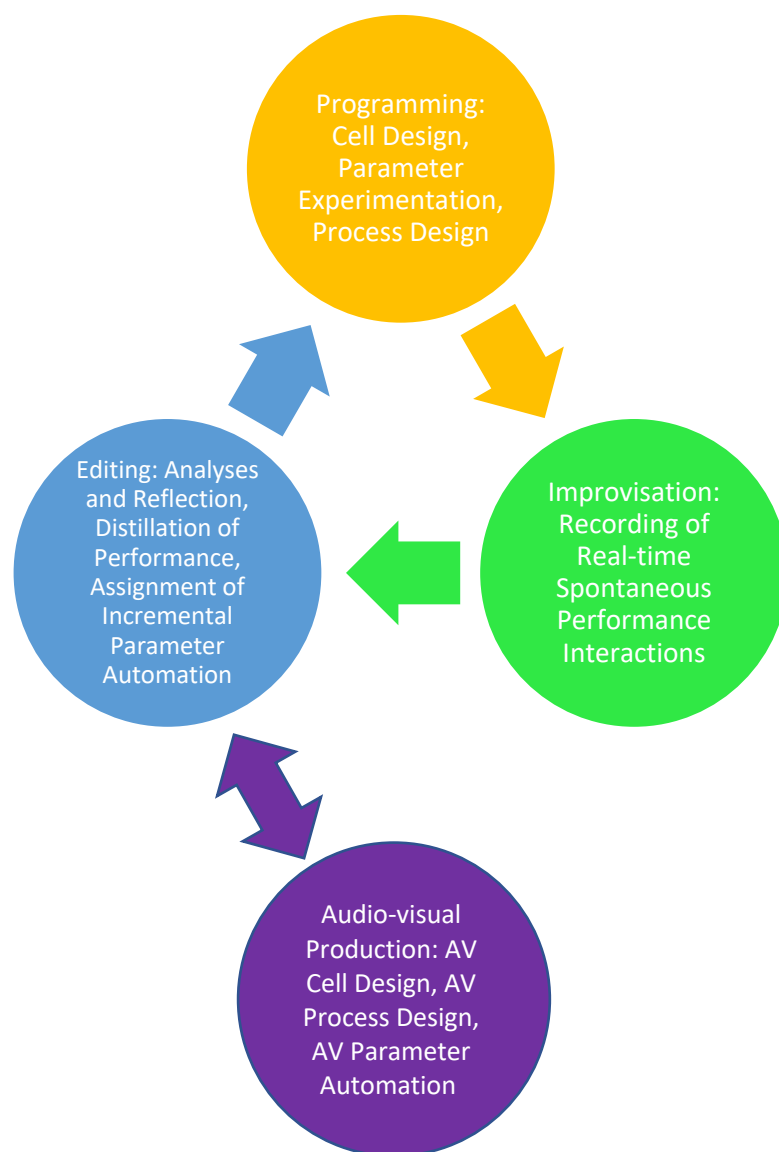 Programming:
Cell Design,
Parameter
Experimentation,
Process Design
Editing: Analyses
and Reflection,
Distillation of
Performance,
Assignment of
Incremental
Parameter
Automation
Improvisation:
Recording of
Real-time
Spontaneous
Performance
Interactions
Audio-visual
Production: AV
Cell Design, AV
Process Design,
AV Parameter
Automation